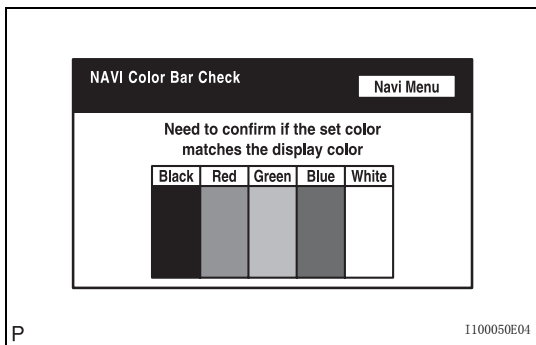 NAVI Color Bar Check
Navi Menu
Need to confirm if the set color
matches the display color
Black Red Green Blue White
P
I100050E04